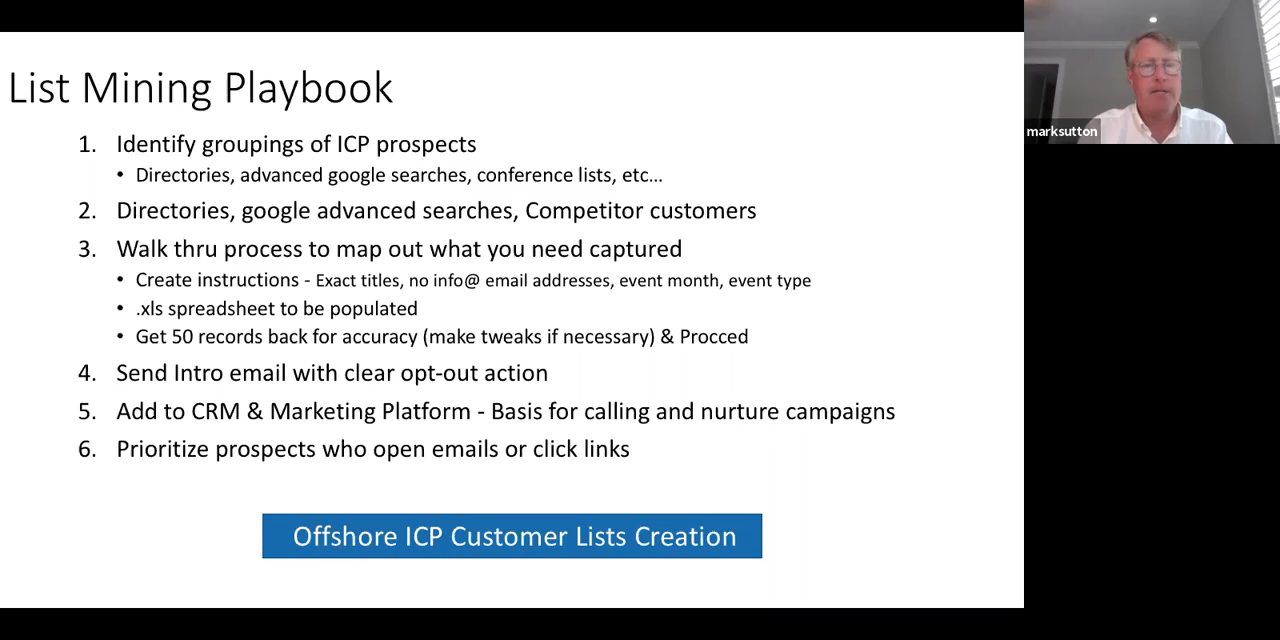 List Mining Playbook
1. Identify groupings of ICP prospects
• Directories, advanced google searches, conference lists, etc...
2. Directories, google advanced searches, Competitor customers
3. Walk thru process to map out what you need captured
• Create instructions - Exact titles, no info@ email addresses, event month, event type
• .xls spreadsheet to be populated
• Get 50 records back for accuracy (make tweaks if necessary) & Procced
4. Send Intro email with clear opt-out action
5. Add to CRM & Marketing Platform - Basis for calling and nurture campaigns
6. Prioritize prospects who open emails or click links
Offshore ICP Customer Lists Creation
marksutton